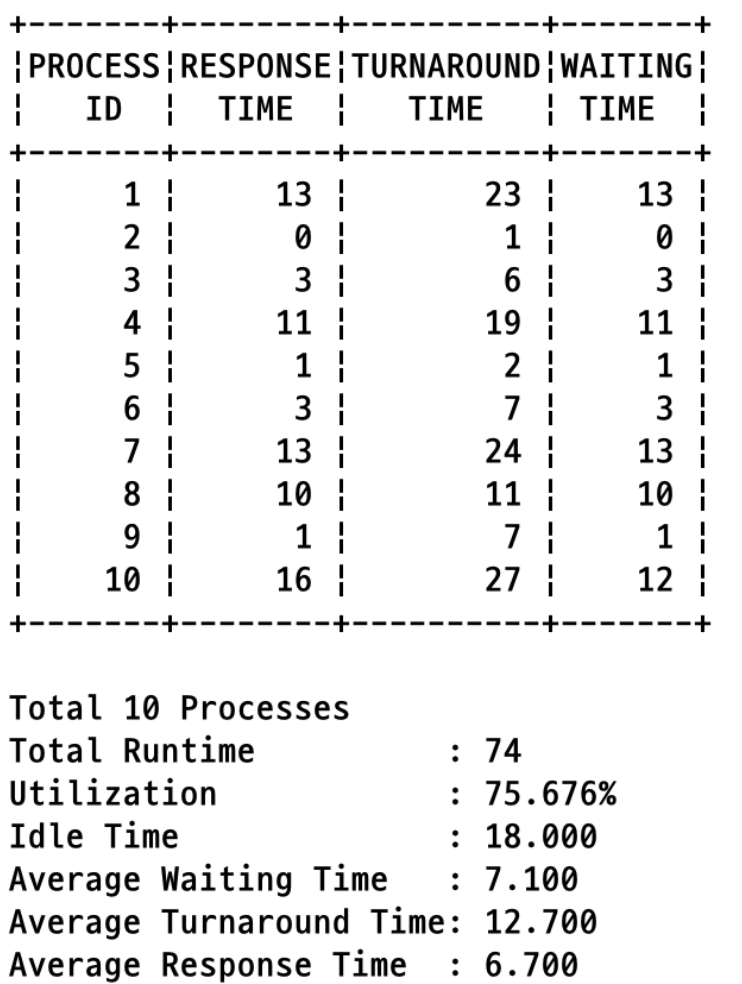 +-------+--------+----------+-------+
¦PROCESS¦RESPONSE¦TURNAROUND¦WAITING¦
¦   ID  ¦  TIME  ¦   TIME   ¦ TIME  ¦
+-------+--------+----------+-------+
¦     1 ¦     13 ¦       23 ¦    13 ¦
¦     2 ¦      0 ¦        1 ¦     0 ¦
¦     3 ¦      3 ¦        6 ¦     3 ¦
¦     4 ¦     11 ¦       19 ¦    11 ¦
¦     5 ¦      1 ¦        2 ¦     1 ¦
¦     6 ¦      3 ¦        7 ¦     3 ¦
¦     7 ¦     13 ¦       24 ¦    13 ¦
¦     8 ¦     10 ¦       11 ¦    10 ¦
¦     9 ¦      1 ¦        7 ¦     1 ¦
¦    10 ¦     16 ¦       27 ¦    12 ¦
+-------+--------+----------+-------+
Total 10 Processes
Total Runtime          : 74
Utilization            : 75.676%
Idle Time              : 18.000
Average Waiting Time   : 7.100
Average Turnaround Time: 12.700
Average Response Time  : 6.700